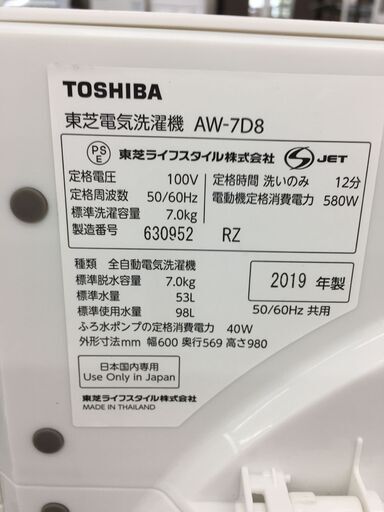 TOSHIBA
東芝電気洗濯機 AW-7D8
PS E 東芝ライフスタイル株式会社 S JET
定格電圧 100V 定格時間 洗いのみ 12分
定格周波数 50/60Hz 電動機定格消費電力 580W
標準洗濯容量 7.0kg
製造番号 630952 RZ
種類 全自動電気洗濯機
標準脱水容量 7.0kg
標準水量 53L
標準使用水量 98L
2019 年製
50/60Hz 共用
ふろ水ポンプの定格消費電力 40W
外形寸法mm 幅600 奥行569 高さ980
日本国内専用
Use Only in Japan
東芝ライフスタイル株式会社
MADE IN THAILAND